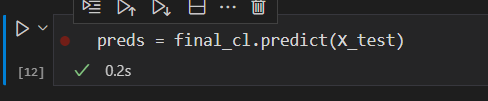 preds = final_cl.predict(X_test)
[12]
0.2s